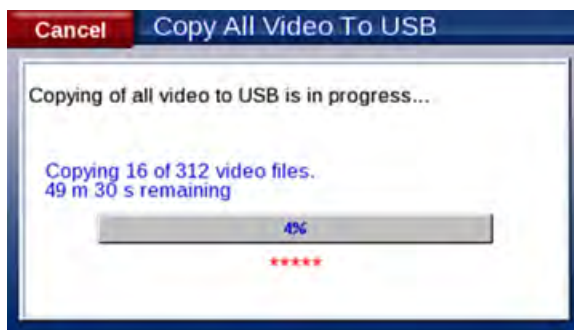 Cancel
Copy All Video To USB
Copying of all video to USB is in progress...
Copying 16 of 312 video files.
49 m 30 s remaining
4%
*****